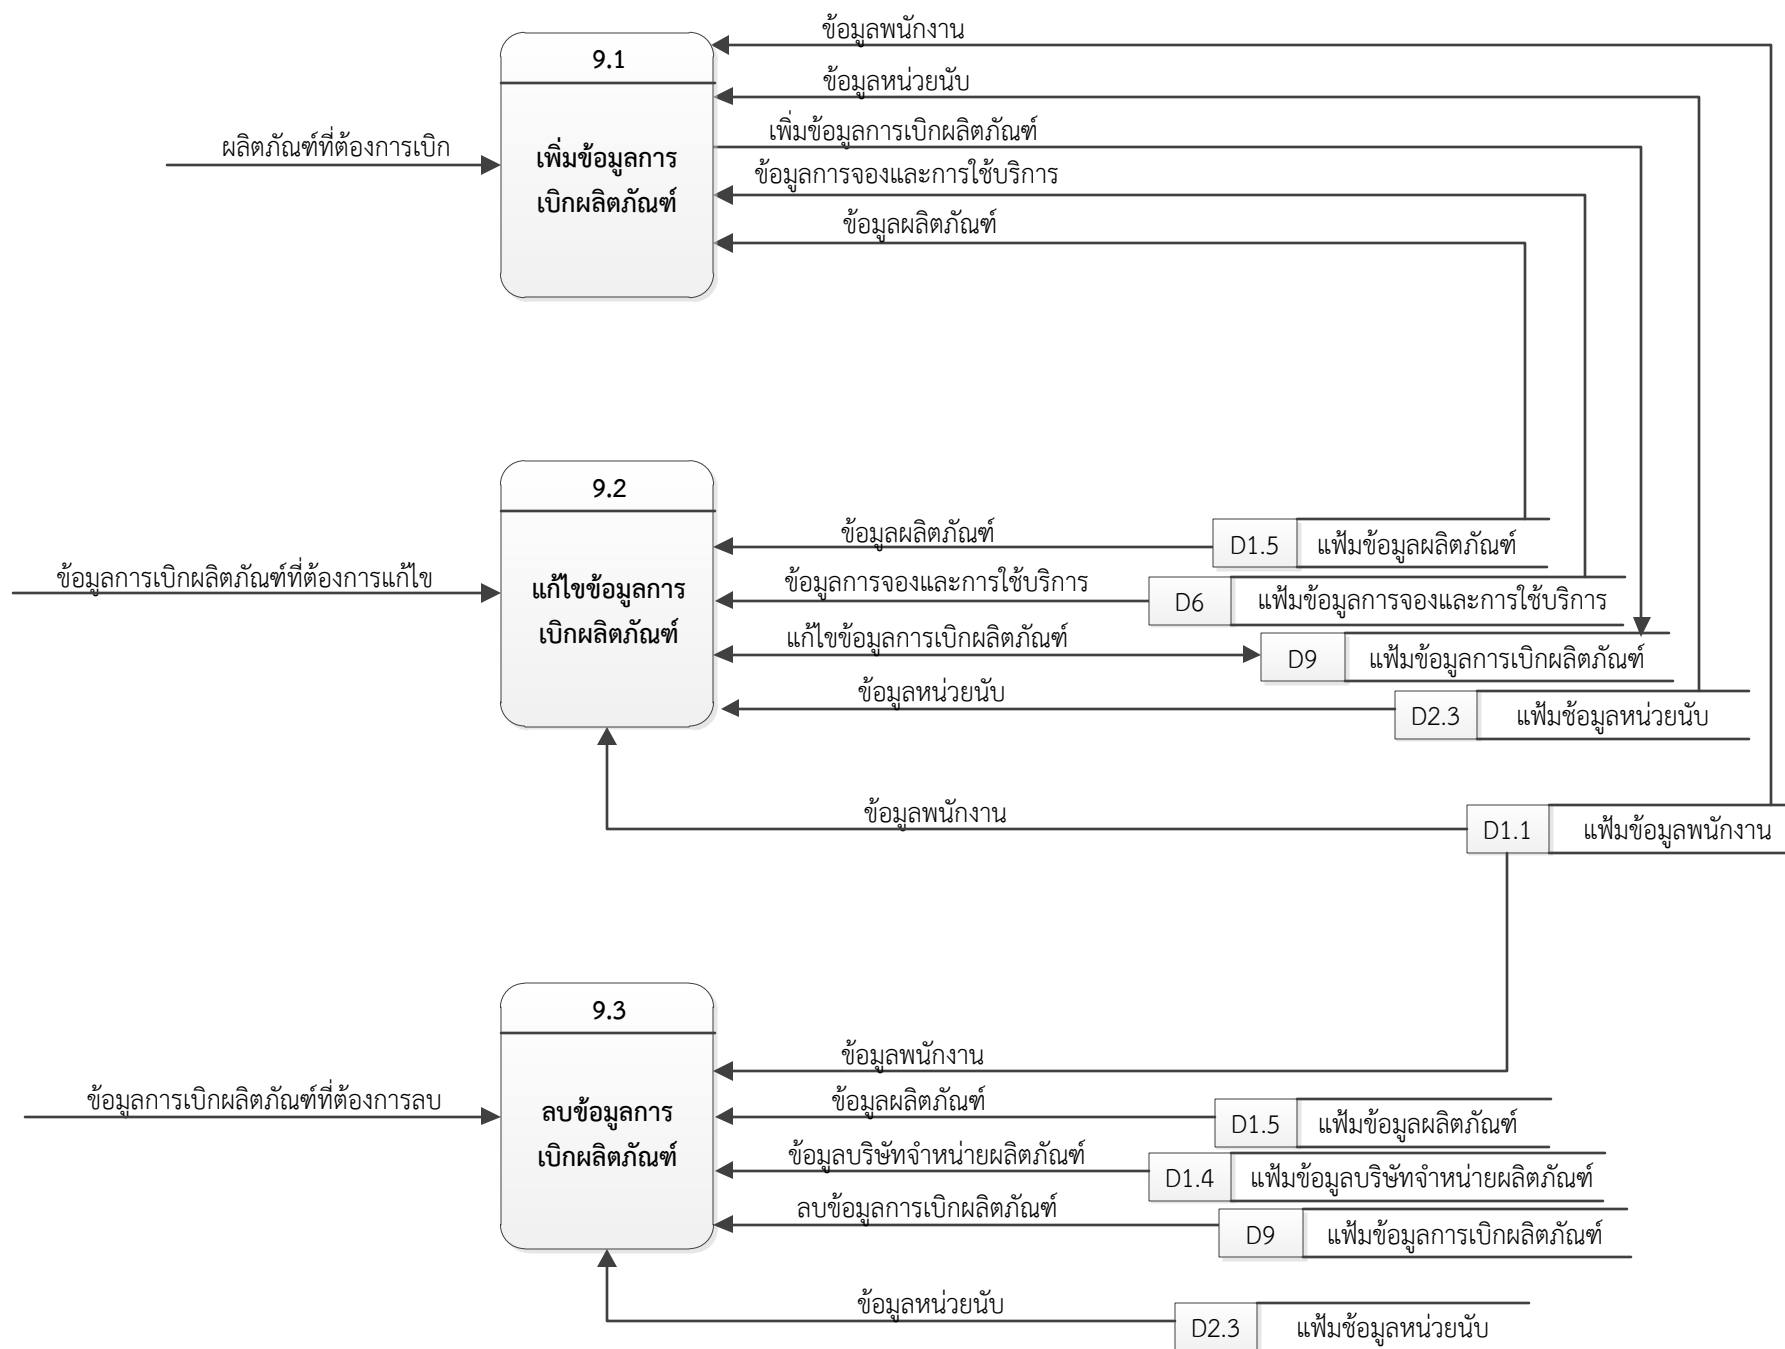 ข้อมูลพนักงาน
9.1
ข้อมูลหน่วยนับ
เพิ่มข้อมูลการเบิกผลิตภัณฑ์
ผลิตภัณฑ์ที่ต้องการเบิก
เพิ่มข้อมูลการ
เบิกผลิตภัณฑ์
ข้อมูลการจองและการใช้บริการ
ข้อมูลผลิตภัณฑ์
9.2
ข้อมูลผลิตภัณฑ์
D1.5 แฟ้มข้อมูลผลิตภัณฑ์
ข้อมูลการเบิกผลิตภัณฑ์ที่ต้องการแก้ไข
แก้ไขข้อมูลการ
เบิกผลิตภัณฑ์
ข้อมูลการจองและการใช้บริการ
D6 แฟ้มข้อมูลการจองและการใช้บริการ
แก้ไขข้อมูลการเบิกผลิตภัณฑ์
D9 แฟ้มข้อมูลการเบิกผลิตภัณฑ์
ข้อมูลหน่วยนับ
D2.3 แฟ้มช้อมูลหน่วยนับ
ข้อมูลพนักงาน
D1.1 แฟ้มข้อมูลพนักงาน
9.3
ข้อมูลพนักงาน
ข้อมูลการเบิกผลิตภัณฑ์ที่ต้องการลบ
ลบข้อมูลการ
เบิกผลิตภัณฑ์
ข้อมูลผลิตภัณฑ์
D1.5 แฟ้มข้อมูลผลิตภัณฑ์
ข้อมูลบริษัทจำหน่ายผลิตภัณฑ์
D1.4 แฟ้มข้อมูลบริษัทจำหน่ายผลิตภัณฑ์
ลบข้อมูลการเบิกผลิตภัณฑ์
D9 แฟ้มข้อมูลการเบิกผลิตภัณฑ์
ข้อมูลหน่วยนับ
D2.3 แฟ้มช้อมูลหน่วยนับ